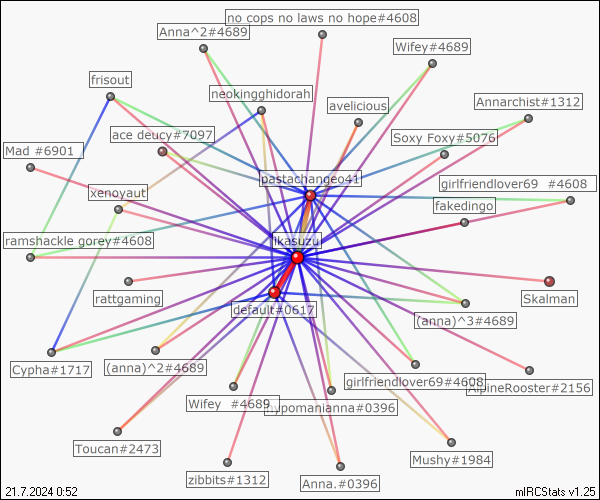 no cops no laws no hope#4608
Anna^2#4689
Wifey#4689
frisout
neokingghidorah
avelicious
Annarchist#1312
ace deucy#7097
Soxy Foxy#5076
Mad #6901
pastachangeo41
girlfriendlover69 #4608
xenoyaut
fakedingo
ramshackle gorey#4608
ikasuzu
rattgaming
Skalman
default#0617
(anna)^3#4689
(anna)^2#4689
Cypha#1717
girlfriendlover69#4608
AlpineRooster#2156
Wifey #4689
hypomanianna#0396
Toucan#2473
Mushy#1984
zibbits#1312
Anna.#0396
21.7.2024 0:52
mIRCStats v1.25